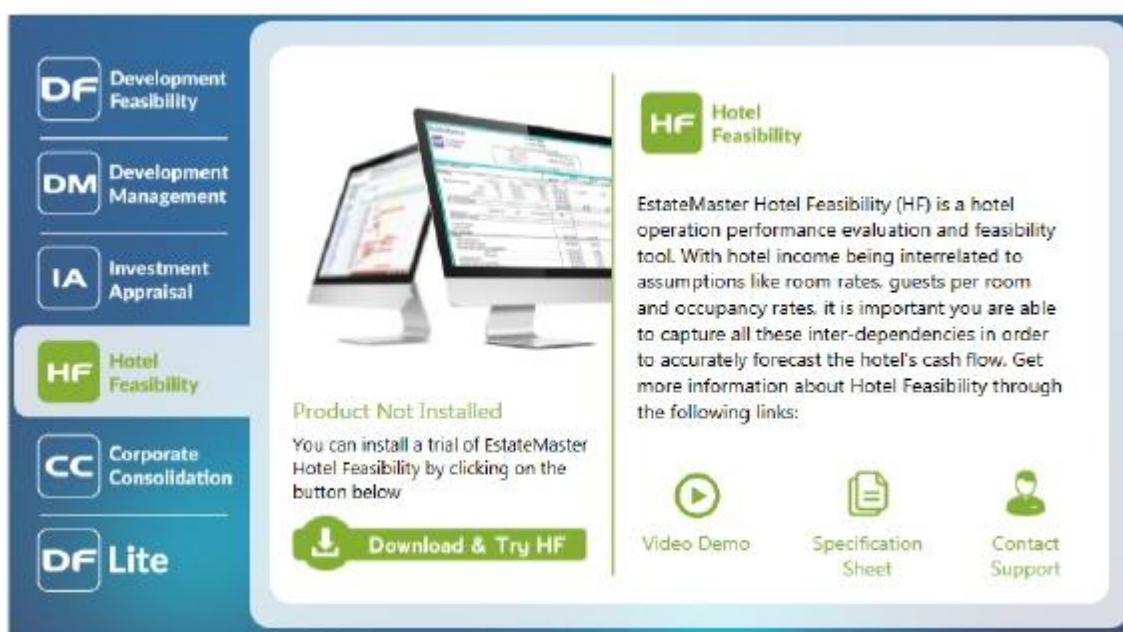 DF
Development
Feasibility
DM
Development
Management
IA
Investment
Appraisal
HF
Hotel
Feasibility
CC
Corporate
Consolidation
DF Lite
Product Not Installed
You can install a trial of EstateMaster
Hotel Feasibility by clicking on the
button below
Download & Try HF
HF
Hotel
Feasibility
EstateMaster Hotel Feasibility (HF) is a hotel
operation performance evaluation and feasibility
tool. With hotel income being interrelated to
assumptions like room rates, guests per room
and occupancy rates, it is important you are able
to capture all these inter-dependencies in order
to accurately forecast the hotel's cash flow. Get
more information about Hotel Feasibility through
the following links:
Video Demo
Specification
Sheet
Contact
Support